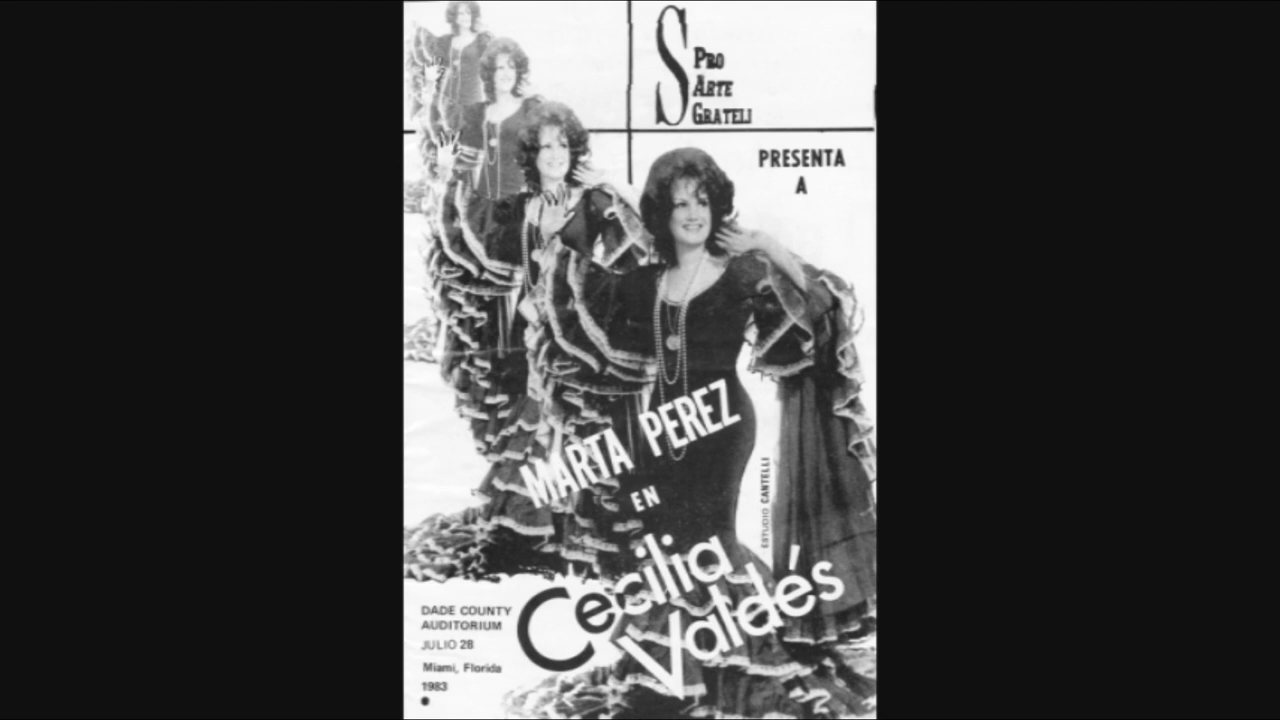 S
PRO
ARTE
GRATELI
PRESENTA
A
MARTA PEREZ
EN
Cecilia
Valdés
ESTUDIO CANTELLI
DADE COUNTY
AUDITORIUM
JULIO 28
Miami, Florida
1983